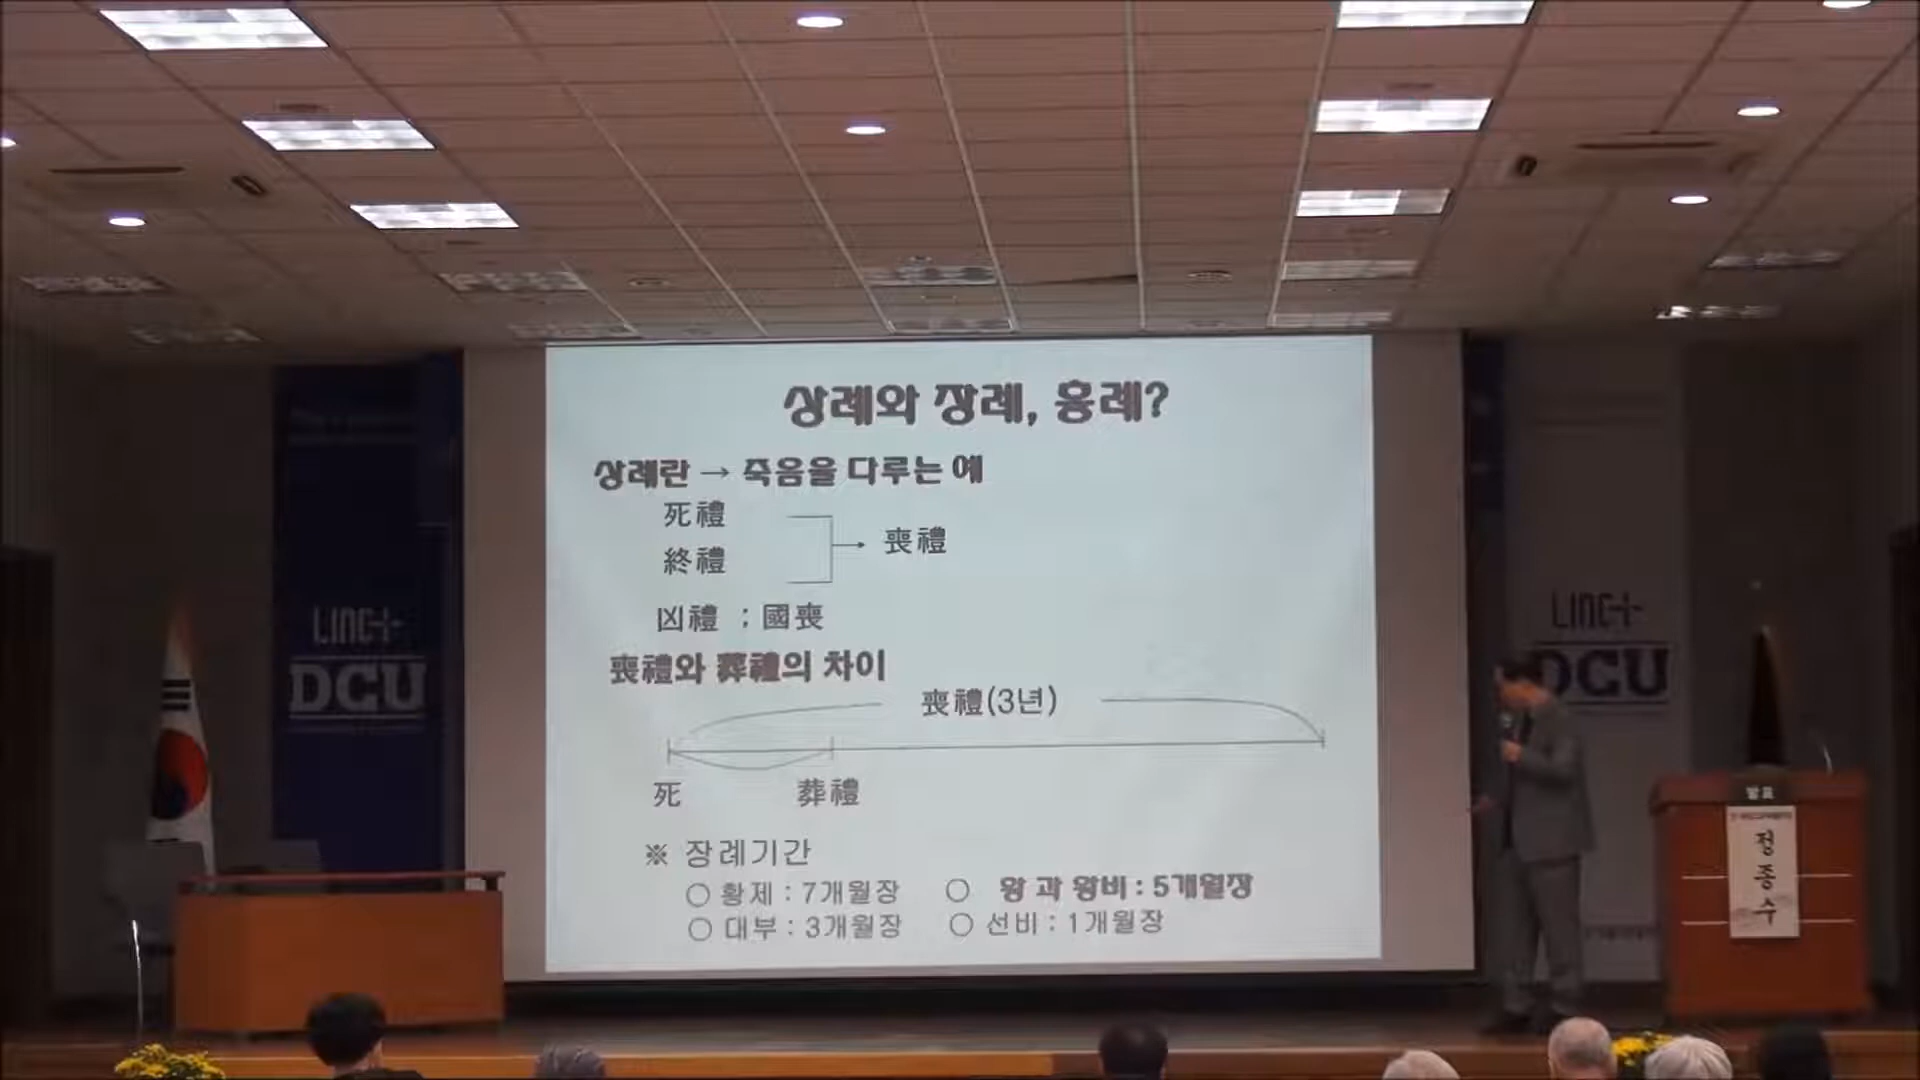 상례와 장례, 흉례?
상례란 → 죽음을 다루는 예
死禮
終禮
→ 喪禮
凶禮 ; 國喪
喪禮와 葬禮의 차이
喪禮(3년)
死 葬禮
※ 장례기간
○ 황제 : 7개월장 ○ 왕 과 왕비 : 5개월장
○ 대부 : 3개월장 ○ 선비 : 1개월장
LINC+
DCU
LINC+
DCU
발표
정종수